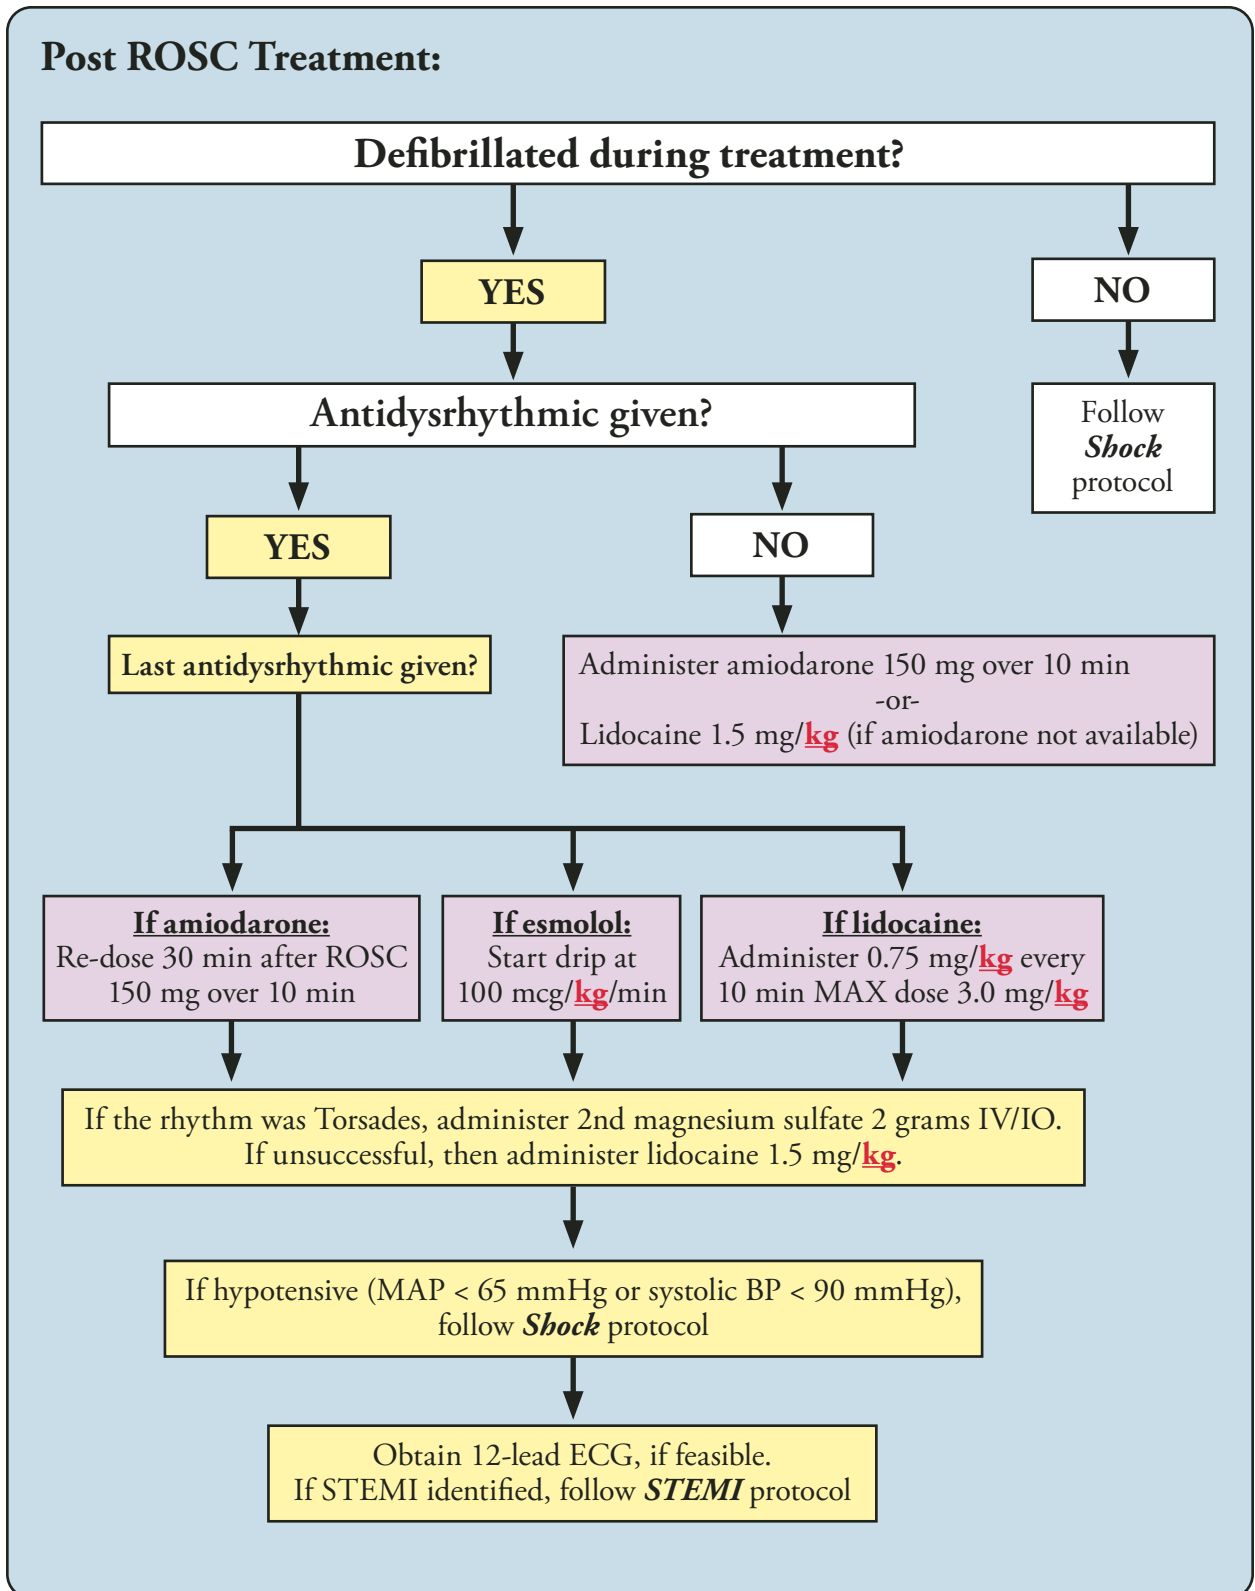 Post ROSC Treatment:
Defibrillated during treatment?
YES
NO
Antidysrhythmic given?
Follow
Shock
protocol
YES
NO
Last antidysrhythmic given?
Administer amiodarone 150 mg over 10 min
-or-
Lidocaine 1.5 mg/kg (if amiodarone not available)
If amiodarone:
Re-dose 30 min after ROSC
150 mg over 10 min
If esmolol:
Start drip at
100 mcg/kg/min
If lidocaine:
Administer 0.75 mg/kg every
10 min MAX dose 3.0 mg/kg
If the rhythm was Torsades, administer 2nd magnesium sulfate 2 grams IV/IO.
If unsuccessful, then administer lidocaine 1.5 mg/kg.
If hypotensive (MAP < 65 mmHg or systolic BP < 90 mmHg),
follow Shock protocol
Obtain 12-lead ECG, if feasible.
If STEMI identified, follow STEMI protocol